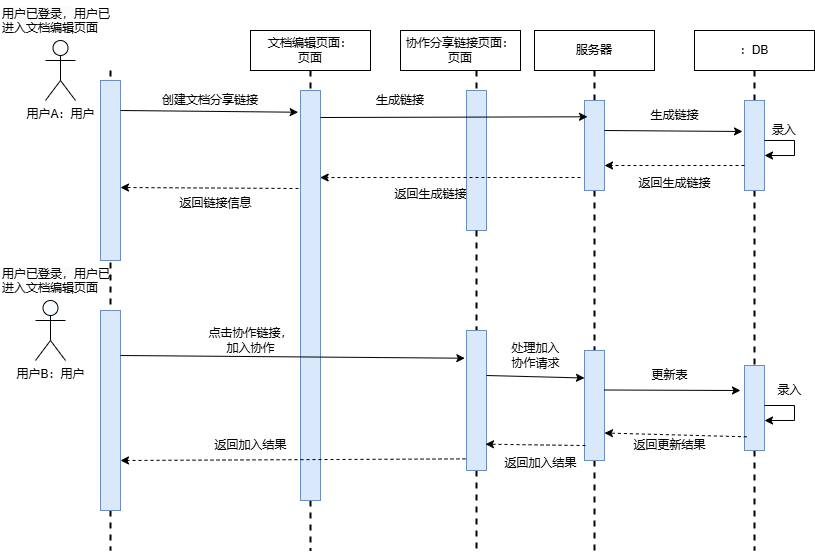 用户已登录，用户已
进入文档编辑页面
用户A：用户
文档编辑页面：
页面
协作分享链接页面：
页面
服务器
：DB
创建文档分享链接
生成链接
生成链接
录入
返回生成链接
返回生成链接
返回链接信息
用户已登录，用户已
进入文档编辑页面
用户B：用户
点击协作链接，
加入协作
处理加入
协作请求
更新表
录入
返回更新结果
返回加入结果
返回加入结果